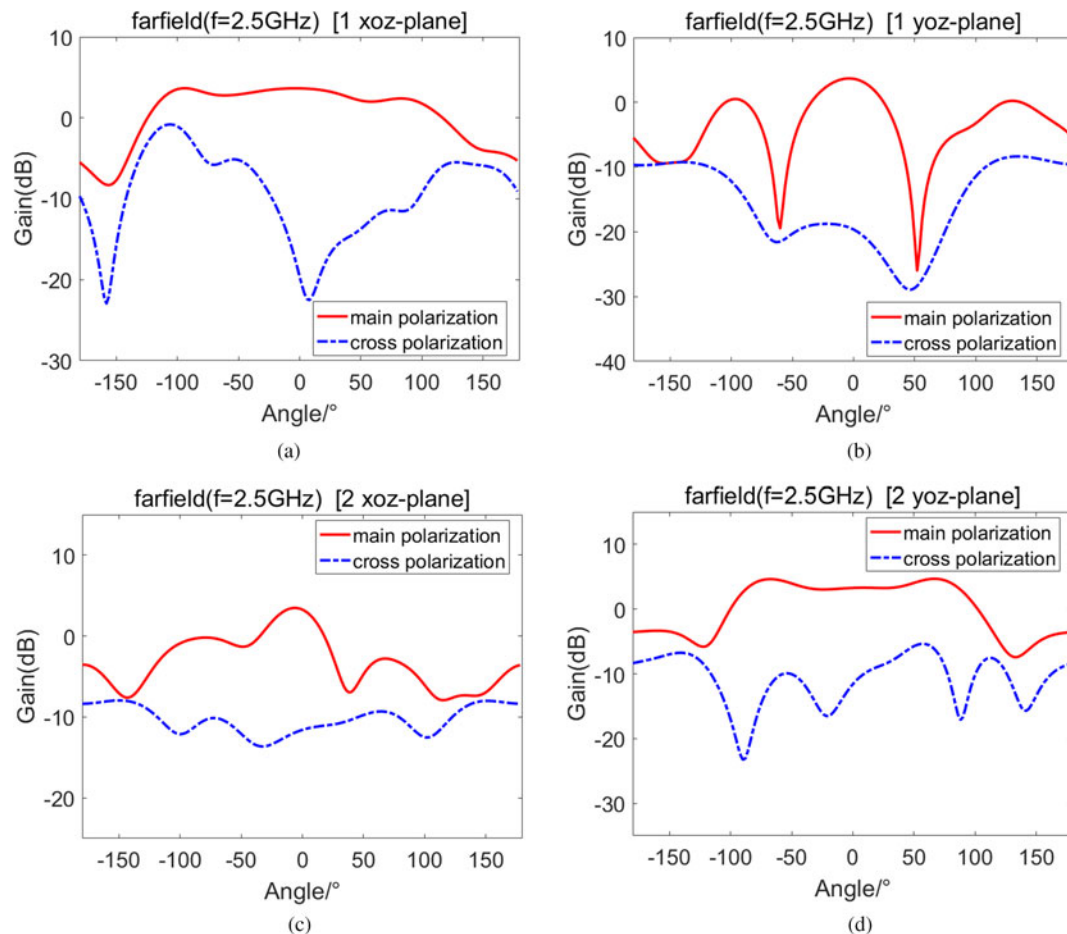 farfield(f=2.5GHz) [1 xoz-plane]
10
0
-10
-20
-30
Gain(dB)
main polarization
cross polarization
-150 -100 -50 0 50 100 150
Angle/°
(a)
farfield(f=2.5GHz) [1 yoz-plane]
10
0
-10
-20
-30
-40
Gain(dB)
main polarization
cross polarization
-150 -100 -50 0 50 100 150
Angle/°
(b)
farfield(f=2.5GHz) [2 xoz-plane]
main polarization
cross polarization
10
0
-10
-20
Gain(dB)
-150 -100 -50 0 50 100 150
Angle/°
(c)
farfield(f=2.5GHz) [2 yoz-plane]
main polarization
cross polarization
10
0
-10
-20
-30
Gain(dB)
-150 -100 -50 0 50 100 150
Angle/°
(d)